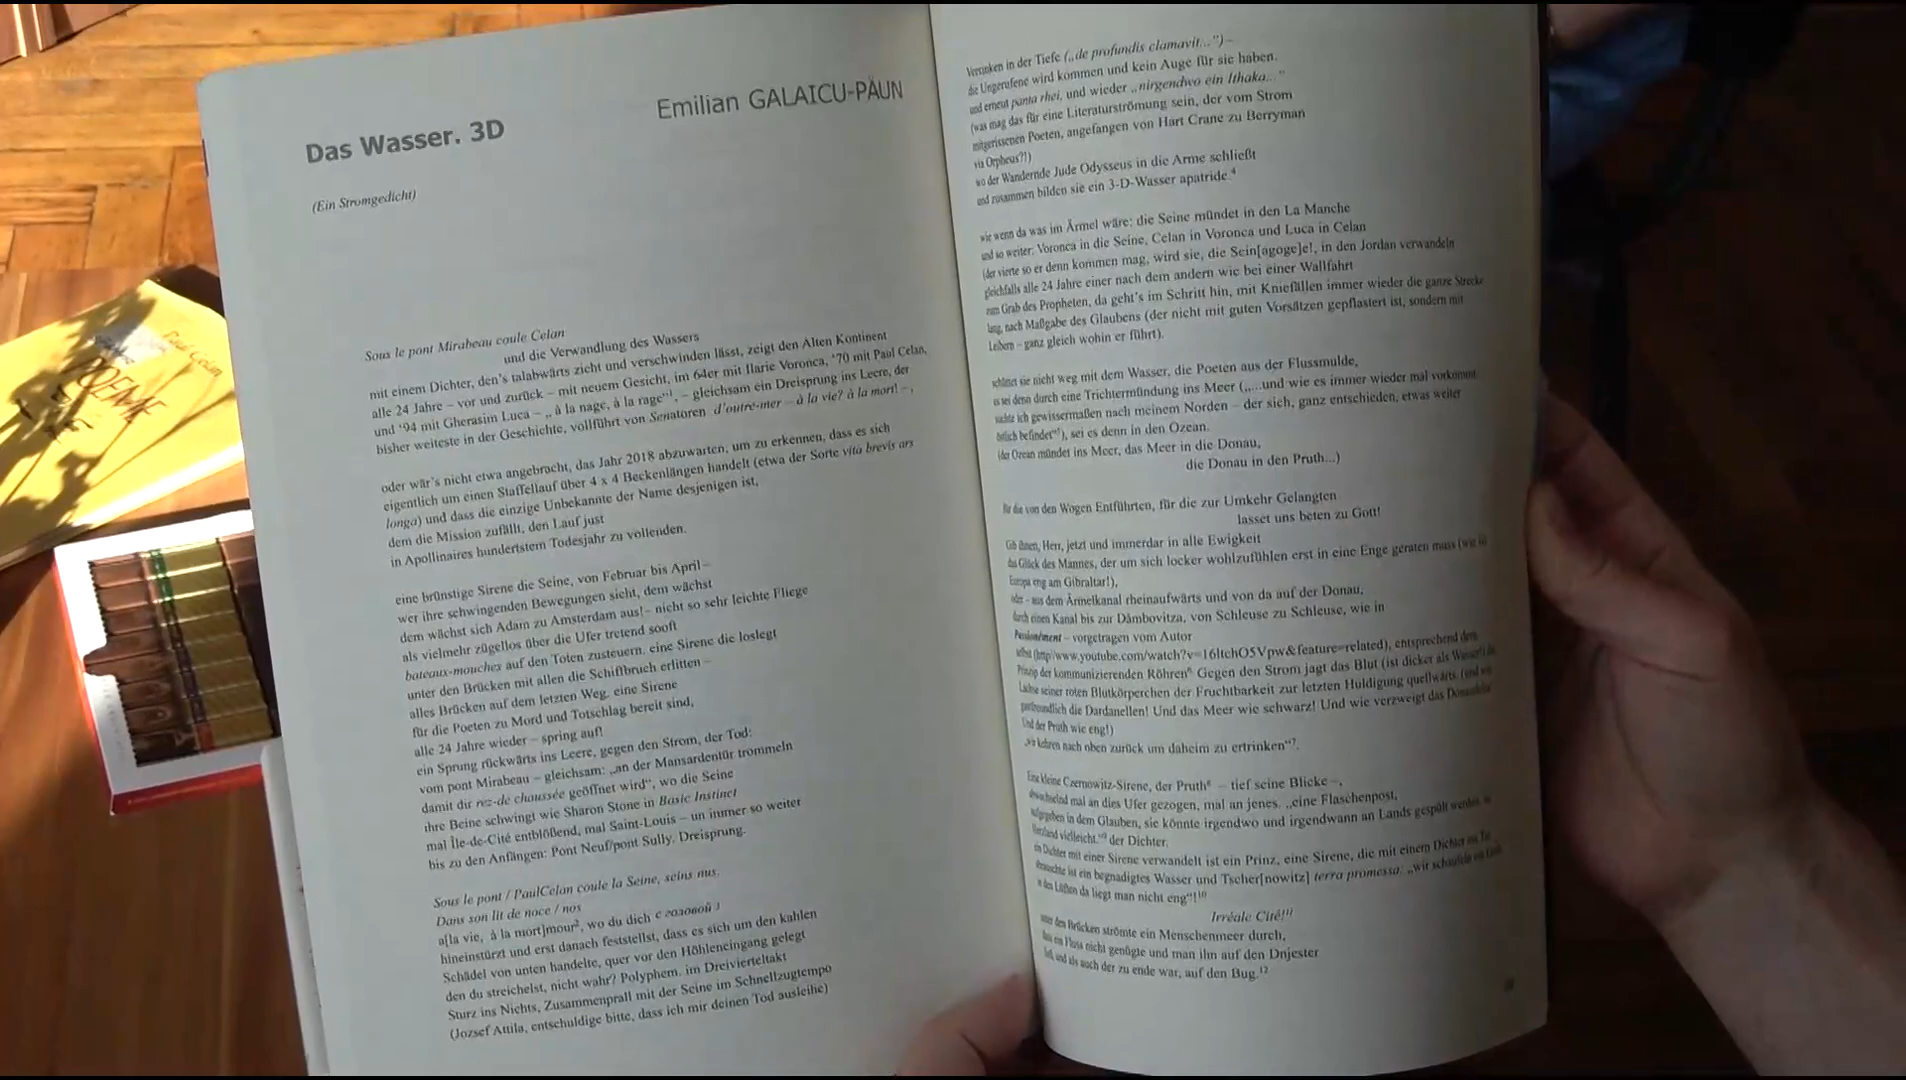 Paul Celan
POEME
Emilian GALAICU-PĂUN
Das Wasser. 3D
(Ein Stromgedicht)
Sous le pont Mirabeau coule Celan
und die Verwandlung des Wassers
mit einem Dichter, den's talabwärts zieht und verschwinden lässt, zeigt den Alten Kontinent
alle 24 Jahre – vor und zurück – mit neuem Gesicht, im 64er mit Ilarie Voronca, '70 mit Paul Celan,
und '94 mit Gherasim Luca – „ à la nage, à la rage"¹, – gleichsam ein Dreisprung ins Leere, der
bisher weiteste in der Geschichte, vollführt von Senatoren d'outre-mer – à la vie? à la mort! – ,
oder wär's nicht etwa angebracht, das Jahr 2018 abzuwarten, um zu erkennen, dass es sich
eigentlich um einen Staffellauf über 4 x 4 Beckenlängen handelt (etwa der Sorte vita brevis ars
longa) und dass die einzige Unbekannte der Name desjenigen ist,
dem die Mission zufällt, den Lauf just
in Apollinaires hundertstem Todesjahr zu vollenden.
eine brünstige Sirene die Seine, von Februar bis April –
wer ihre schwingenden Bewegungen sieht, dem wächst
dem wächst sich Adam zu Amsterdam aus! – nicht so sehr leichte Fliege
als vielmehr zügellos über die Ufer tretend sooft
bateaux-mouches auf den Toten zusteuern. eine Sirene die loslegt
unter den Brücken mit allen die Schiffbruch erlitten –
alles Brücken auf dem letzten Weg. eine Sirene
für die Poeten zu Mord und Totschlag bereit sind,
alle 24 Jahre wieder – spring auf!
ein Sprung rückwärts ins Leere, gegen den Strom, der Tod:
vom pont Mirabeau – gleichsam: „an der Mansardentür trommeln
damit dir rez-de chaussée geöffnet wird", wo die Seine
ihre Beine schwingt wie Sharon Stone in Basic Instinct
mal Île-de-Cité entblößend, mal Saint-Louis – un immer so weiter
bis zu den Anfängen: Pont Neuf/pont Sully. Dreisprung.
Sous le pont / PaulCelan coule la Seine, seins nus.
Dans son lit de noce / nos
a[la vie, à la mort]mour², wo du dich с головой ³
hineinstürzt und erst danach feststellst, dass es sich um den kahlen
Schädel von unten handelte, quer vor den Höhleneingang gelegt
den du streichelst, nicht wahr? Polyphem. im Dreivierteltakt
Sturz ins Nichts, Zusammenprall mit der Seine im Schnellzugtempo
(Jozsef Attila, entschuldige bitte, dass ich mir deinen Tod ausleihe)
Versunken in der Tiefe („de profundis clamavit...") –
die Ungerufene wird kommen und kein Auge für sie haben.
und erneut panta rhei, und wieder „nirgendwo ein Ithaka..."
(was mag das für eine Literaturströmung sein, der vom Strom
mitgerissenen Poeten, angefangen von Hart Crane zu Berryman
via Orpheus?!)
wo der Wandernde Jude Odysseus in die Arme schließt
und zusammen bilden sie ein 3-D-Wasser apatride.⁴
wie wenn da was im Ärmel wäre: die Seine mündet in den La Manche
und so weiter: Voronca in die Seine, Celan in Voronca und Luca in Celan
(der vierte so er denn kommen mag, wird sie, die Sein[agoge]e!, in den Jordan verwandeln
gleichfalls alle 24 Jahre einer nach dem andern wie bei einer Wallfahrt
zum Grab des Propheten, da geht's im Schritt hin, mit Kniefällen immer wieder die ganze Strecke
lang, nach Maßgabe des Glaubens (der nicht mit guten Vorsätzen gepflastert ist, sondern mit
Leibern – ganz gleich wohin er führt).
schüttet sie nicht weg mit dem Wasser, die Poeten aus der Flussmulde,
es sei denn durch eine Trichtermündung ins Meer („...und wie es immer wieder mal vorkommt
suchte ich gewissermaßen nach meinem Norden – der sich, ganz entschieden, etwas weiter
östlich befindet"⁵), sei es denn in den Ozean.
(der Ozean mündet ins Meer, das Meer in die Donau,
die Donau in den Pruth...)
für die von den Wogen Entführten, für die zur Umkehr Gelangten
lasset uns beten zu Gott!
Gib ihnen, Herr, jetzt und immerdar in alle Ewigkeit
das Glück des Mannes, der um sich locker wohlzufühlen erst in eine Enge geraten muss (wie
Europa eng am Gibraltar!),
oder – aus dem Ärmelkanal rheinaufwärts und von da auf der Donau,
durch einen Kanal bis zur Dâmbovitza, von Schleuse zu Schleuse, wie in
Passionément – vorgetragen vom Autor
selbst (http://www.youtube.com/watch?v=16ltchO5Vpw&feature=related), entsprechend dem
Prinzip der kommunizierenden Röhren⁶ Gegen den Strom jagt das Blut (ist dicker als Wasser!)
Lachse seiner roten Blutkörperchen der Fruchtbarkeit zur letzten Huldigung quellwärts. (und
gastfreundlich die Dardanellen! Und das Meer wie schwarz! Und wie verzweigt das Donaudelta!
Und der Pruth wie eng!)
„wir kehren nach oben zurück um daheim zu ertrinken"⁷.
Eine kleine Czernowitz-Sirene, der Pruth⁸ – tief seine Blicke –,
abwechselnd mal an dies Ufer gezogen, mal an jenes. „eine Flaschenpost,
aufgegeben in dem Glauben, sie könnte irgendwo und irgendwann an Lands gespült werden,
Herzland vielleicht."⁹ der Dichter.
ein Dichter mit einer Sirene verwandelt ist ein Prinz, eine Sirene, die mit einem Dichter
ist ein begnadigtes Wasser und Tscher[nowitz] terra promessa: „wir schaufeln ein Grab
in den Lüften da liegt man nicht eng"!¹⁰
Irréale Cité!¹¹
unter den Brücken strömte ein Menschenmeer durch,
dass ein Fluss nicht genügte und man ihn auf den Dnjester
ließ, und als auch der zu ende war, auf den Bug.¹²